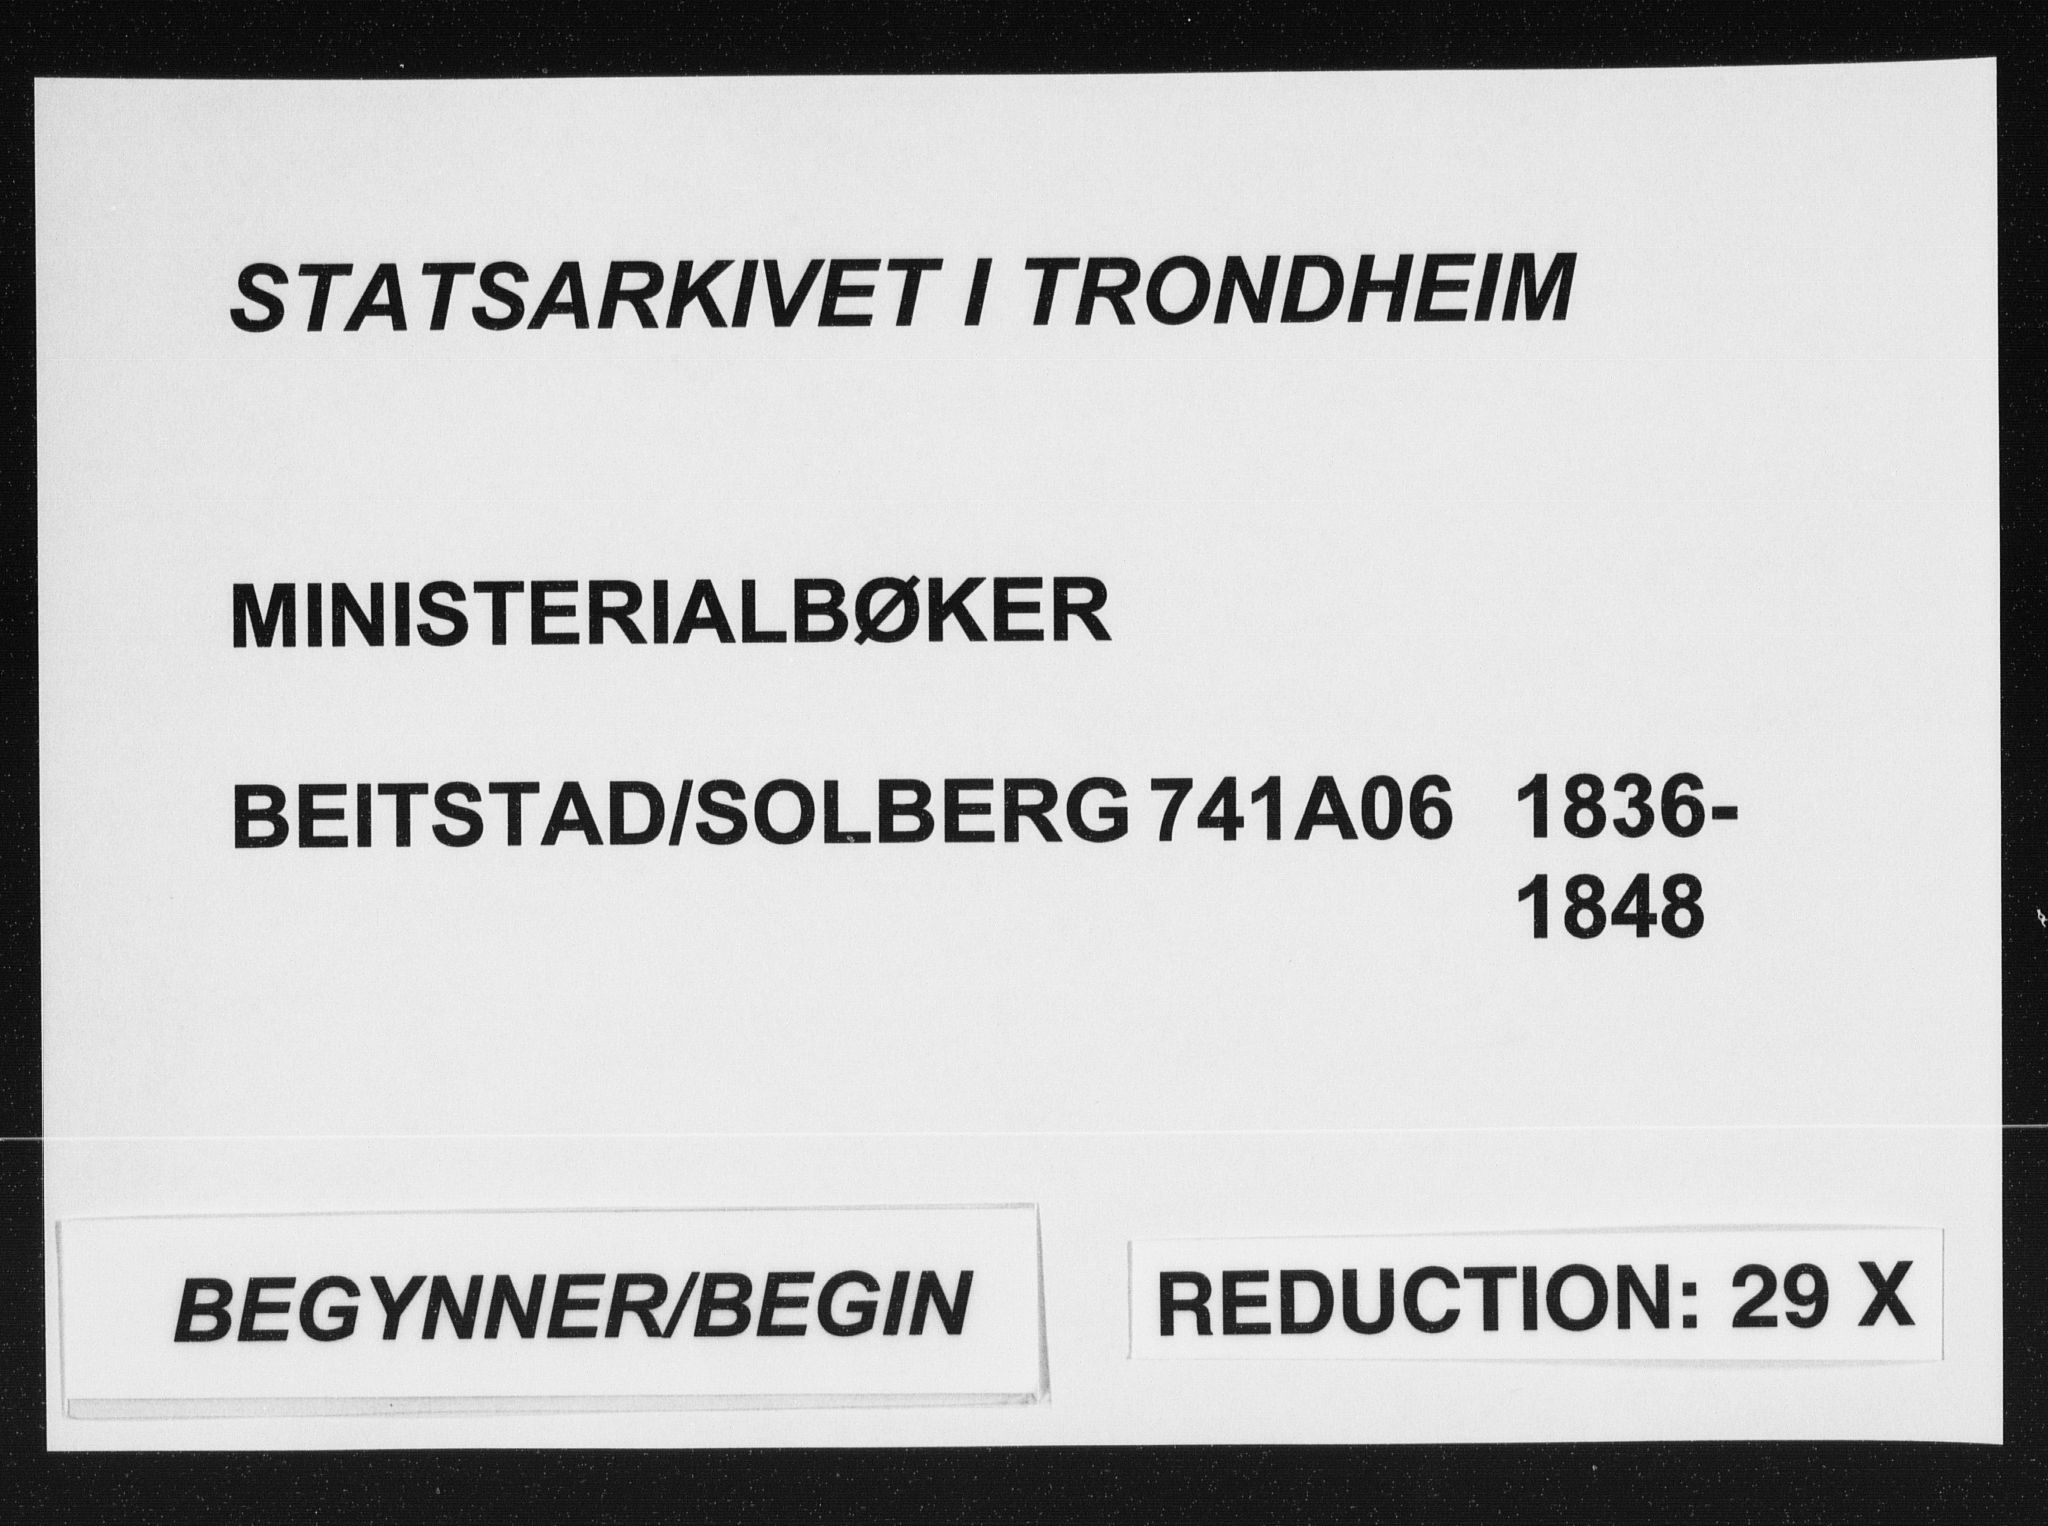 STATSARKIVET I TRONDHEIM
MINISTERIALBØKER
BEITSTAD/SOLBERG 741A06 1836-
1848
BEGYNNER/BEGIN
REDUCTION: 29 X